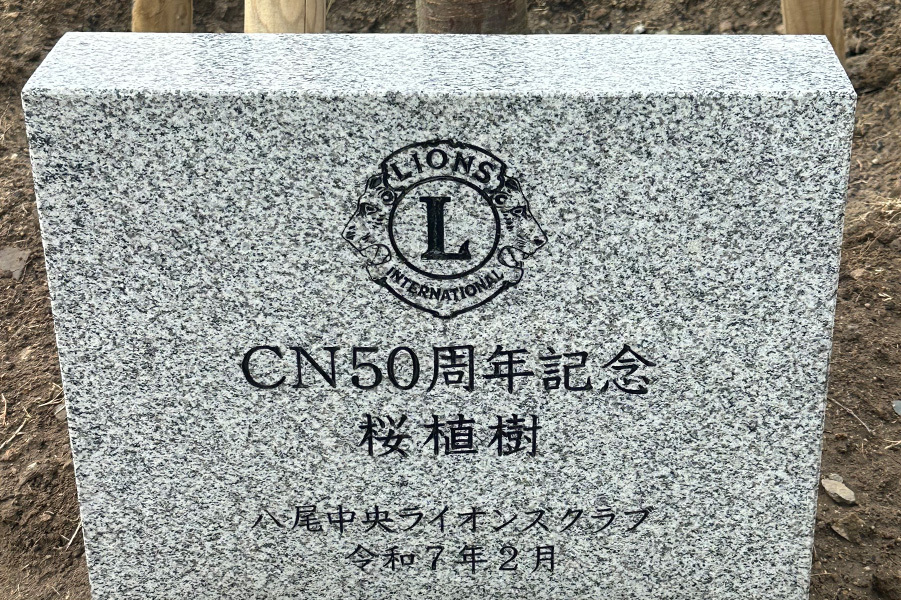 LIONS
L
INTERNATIONAL
CN50周年記念
桜植樹
八尾中央ライオンズクラブ
令和7年2月